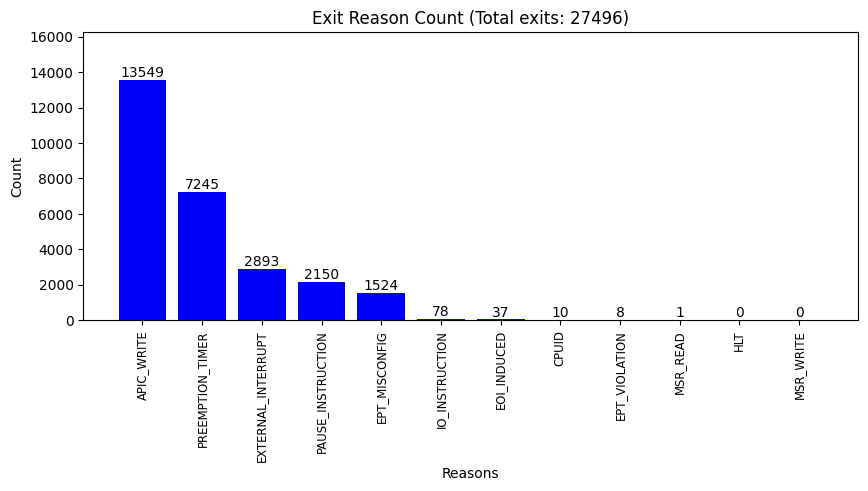 Exit Reason Count (Total exits: 27496)
16000
14000
12000
10000
8000
6000
4000
2000
0
Count
13549
7245
2893
2150
1524
78
37
10
8
1
0
0
APIC_WRITE
PREEMPTION_TIMER
EXTERNAL_INTERRUPT
PAUSE_INSTRUCTION
EPT_MISCONFIG
IO_INSTRUCTION
EOI_INDUCED
CPUID
EPT_VIOLATION
MSR_READ
HLT
MSR_WRITE
Reasons